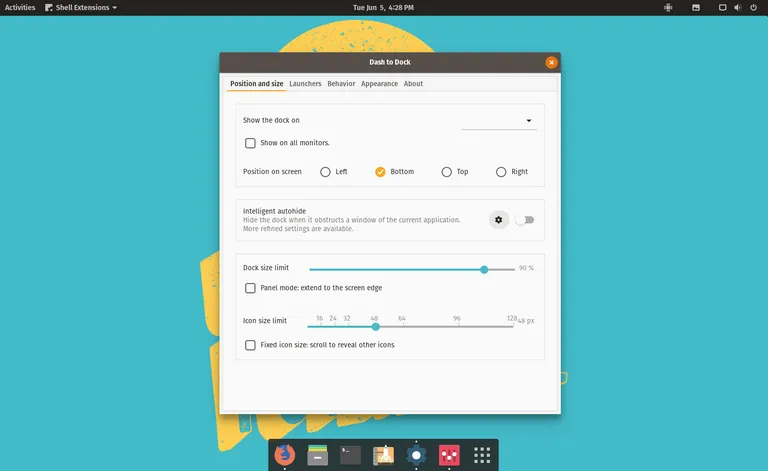 Activities Shell Extensions Tue Jun 5, 4:28 PM
Dash to Dock
Position and size Launchers Behavior Appearance About
Show the dock on
Show on all monitors.
Position on screen Left Bottom Top Right
Intelligent autohide
Hide the dock when it obstructs a window of the current application.
More refined settings are available.
Dock size limit 90 %
Panel mode: extend to the screen edge
16 24 32 48 64 96 128
Icon size limit 48 px
Fixed icon size: scroll to reveal other icons